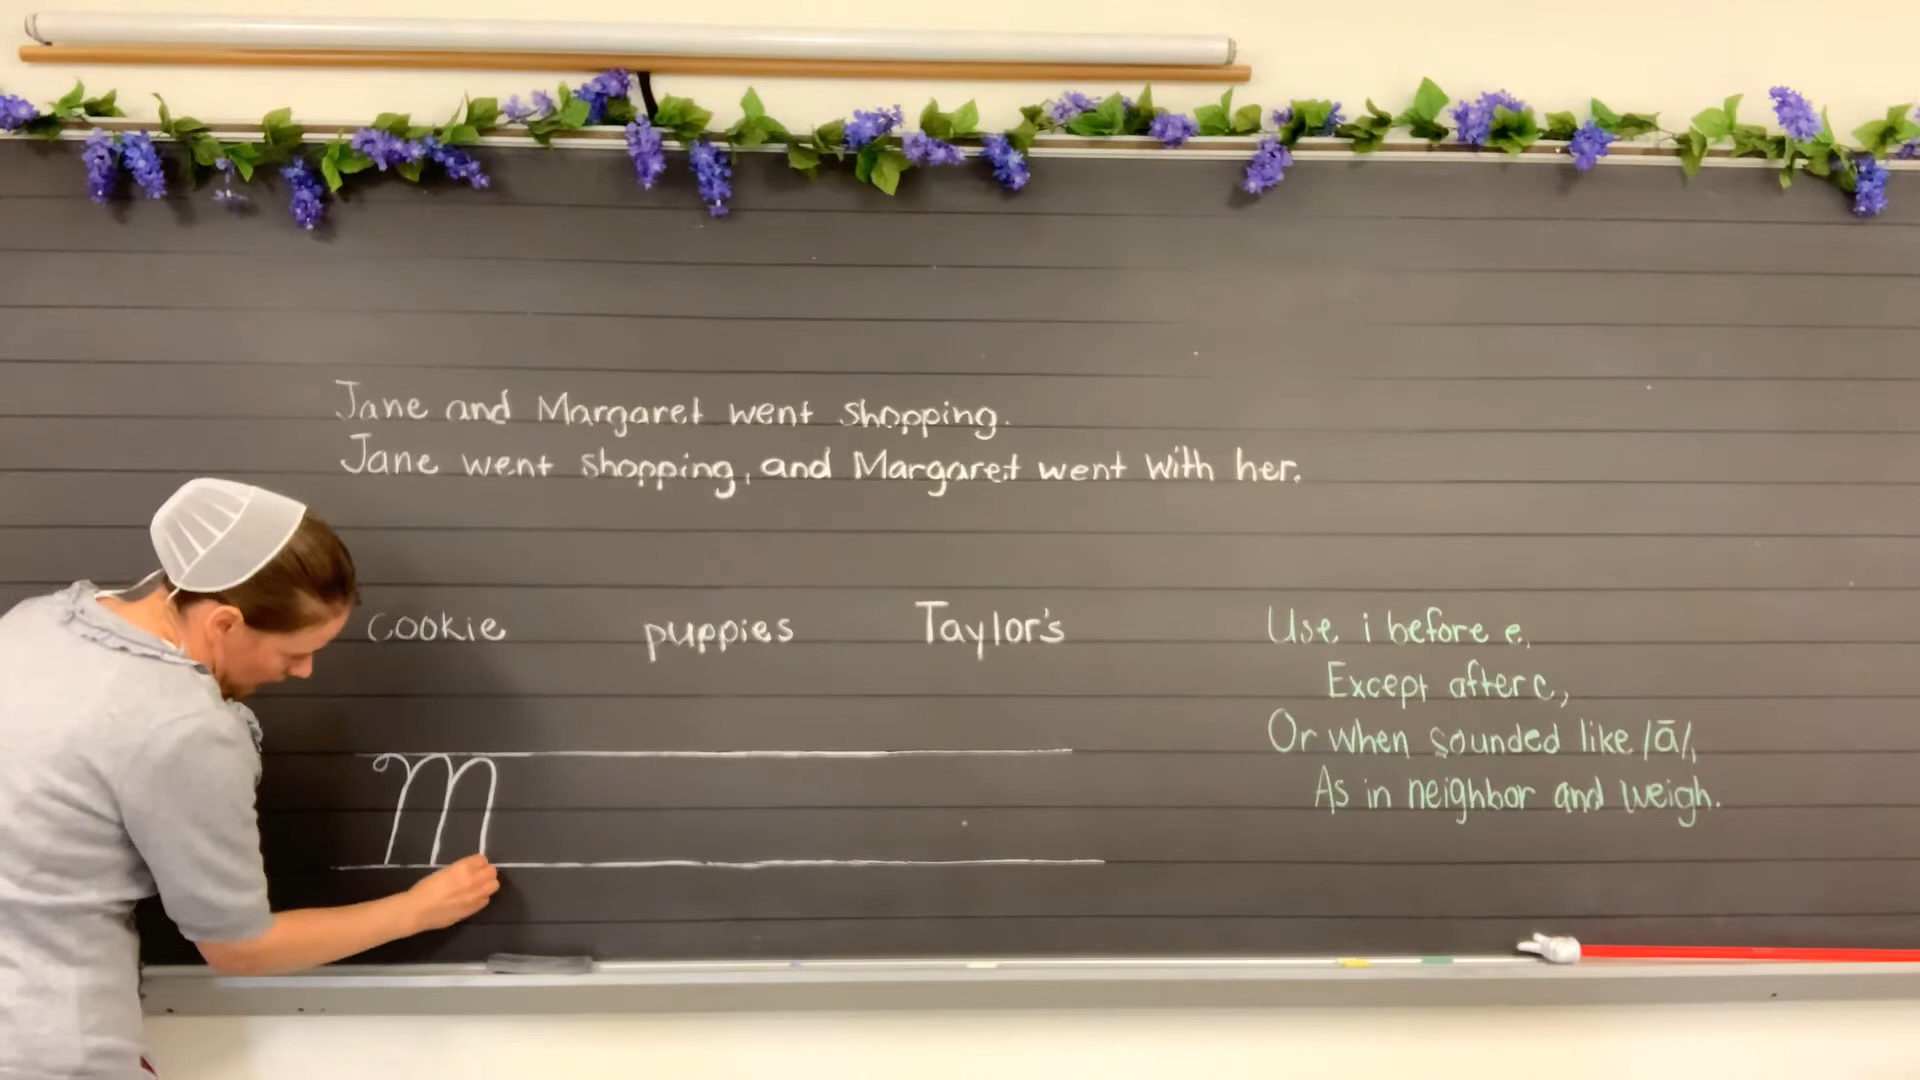 Jane and Margaret went shopping.
Jane went shopping, and Margaret went with her.
cookie puppies Taylor's
Use i before e,
Except after c,
Or when sounded like /ā/,
As in neighbor and weigh.
M